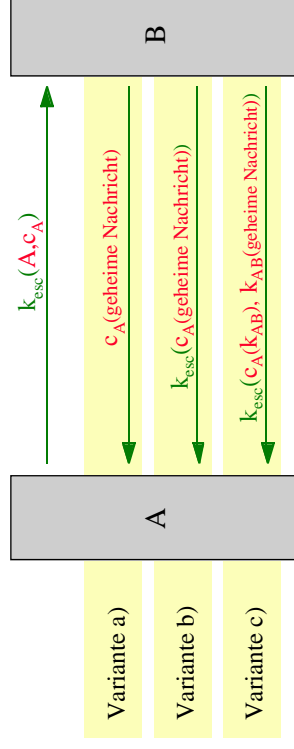 A
B
k_esc(A,c_A)
Variante a)
c_A(geheime Nachricht)
Variante b)
k_esc(c_A(geheime Nachricht))
Variante c)
k_esc(c_A(k_AB), k_AB(geheime Nachricht))